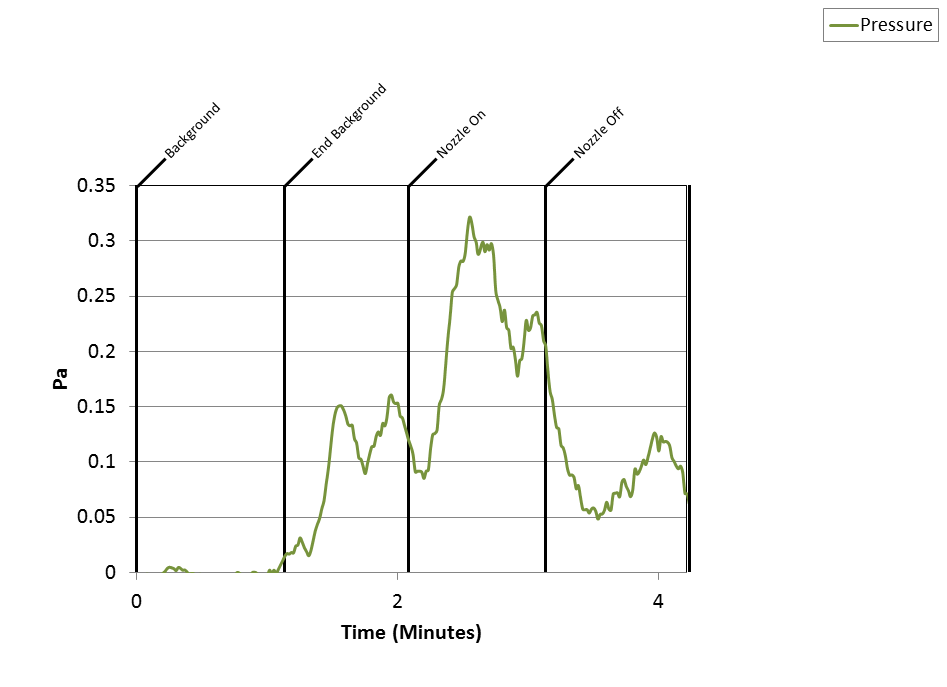 Pressure
Background
End Background
Nozzle On
Nozzle Off
0.35
0.3
0.25
0.2
0.15
0.1
0.05
0
Pa
0
2
4
Time (Minutes)